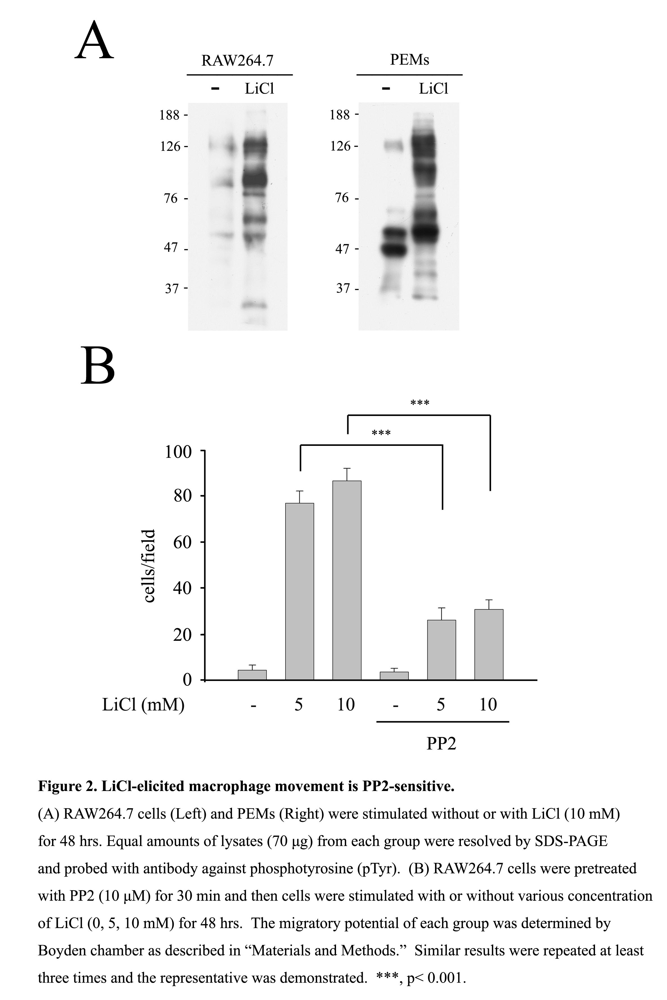 A
RAW264.7
PEMs
- LiCl
- LiCl
188 -
126 -
76 -
47 -
37 -
188 -
126 -
76 -
47 -
37 -
B
***
***
100
80
60
40
20
0
cells/field
LiCl (mM) - 5 10 - 5 10
PP2
Figure 2. LiCl-elicited macrophage movement is PP2-sensitive.
(A) RAW264.7 cells (Left) and PEMs (Right) were stimulated without or with LiCl (10 mM)
for 48 hrs. Equal amounts of lysates (70 μg) from each group were resolved by SDS-PAGE
and probed with antibody against phosphotyrosine (pTyr).  (B) RAW264.7 cells were pretreated
with PP2 (10 μM) for 30 min and then cells were stimulated with or without various concentration
of LiCl (0, 5, 10 mM) for 48 hrs.  The migratory potential of each group was determined by
Boyden chamber as described in “Materials and Methods.”  Similar results were repeated at least
three times and the representative was demonstrated.  ***, p< 0.001.